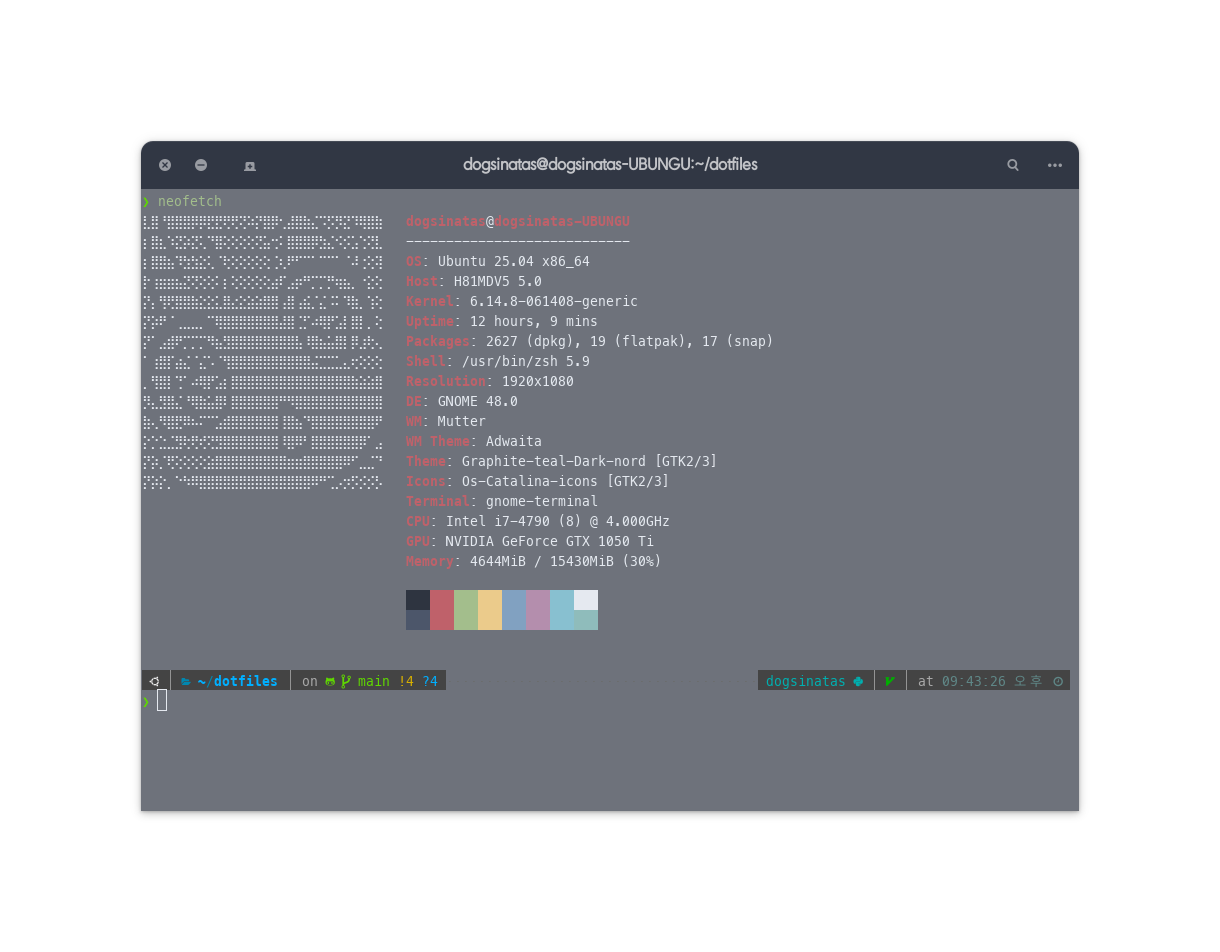 dogsinatas@dogsinatas-UBUNGU:~/dotfiles
❯ neofetch
dogsinatas@dogsinatas-UBUNGU
----------------------------
OS: Ubuntu 25.04 x86_64
Host: H81MDV5 5.0
Kernel: 6.14.8-061408-generic
Uptime: 12 hours, 9 mins
Packages: 2627 (dpkg), 19 (flatpak), 17 (snap)
Shell: /usr/bin/zsh 5.9
Resolution: 1920x1080
DE: GNOME 48.0
WM: Mutter
WM Theme: Adwaita
Theme: Graphite-teal-Dark-nord [GTK2/3]
Icons: Os-Catalina-icons [GTK2/3]
Terminal: gnome-terminal
CPU: Intel i7-4790 (8) @ 4.000GHz
GPU: NVIDIA GeForce GTX 1050 Ti
Memory: 4644MiB / 15430MiB (30%)
~/dotfiles on main !4 ?4 dogsinatas at 09:43:26 오후
❯